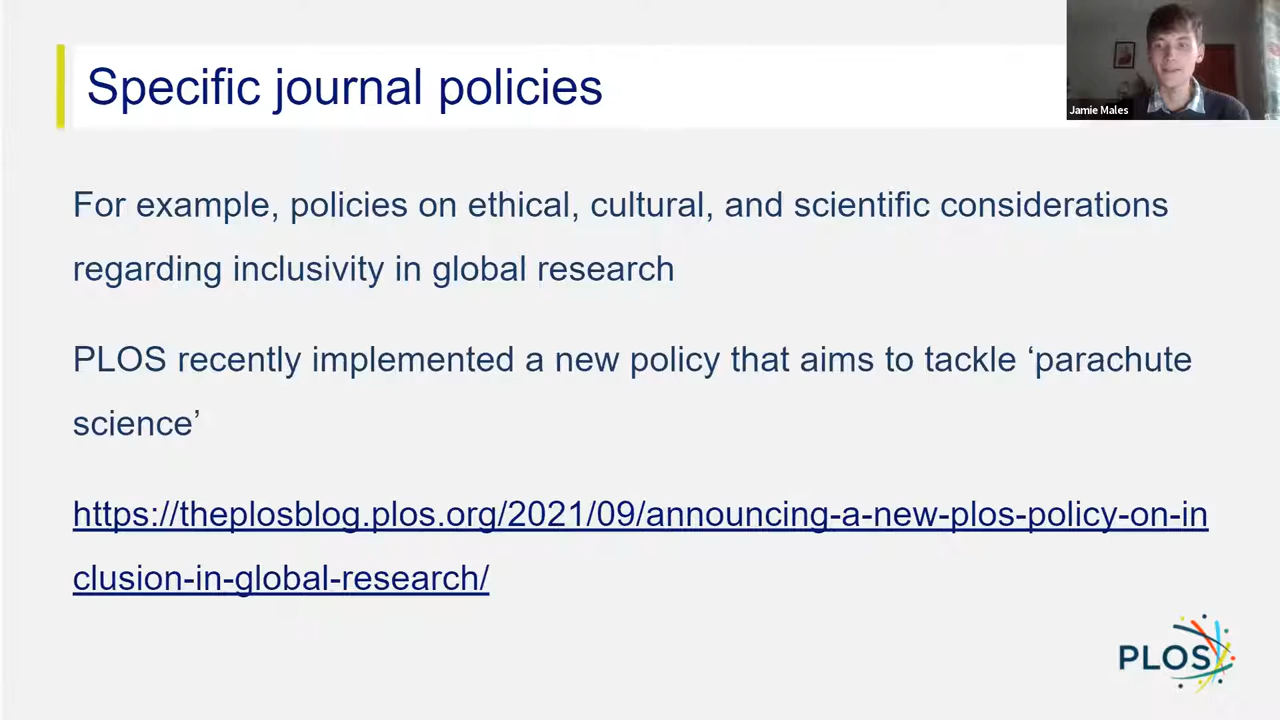 Specific journal policies
Jamie Males
For example, policies on ethical, cultural, and scientific considerations
regarding inclusivity in global research
PLOS recently implemented a new policy that aims to tackle ‘parachute
science’
https://theplosblog.plos.org/2021/09/announcing-a-new-plos-policy-on-in
clusion-in-global-research/
PLOS